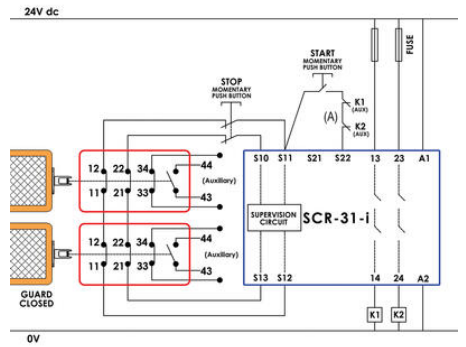 24V dc
START
MOMENTARY
PUSH BUTTON
FUSE
STOP
MOMENTARY
PUSH BUTTON
K1
(AUX)
(A)
K2
(AUX)
12 22 34
44
(Auxiliary)
11 21 33
43
S10 S11 S21 S22 13 23 A1
SUPERVISION
CIRCUIT
SCR-31-i
12 22 34
44
(Auxiliary)
11 21 33
43
S13 S12 14 24 A2
GUARD
CLOSED
K1 K2
0V